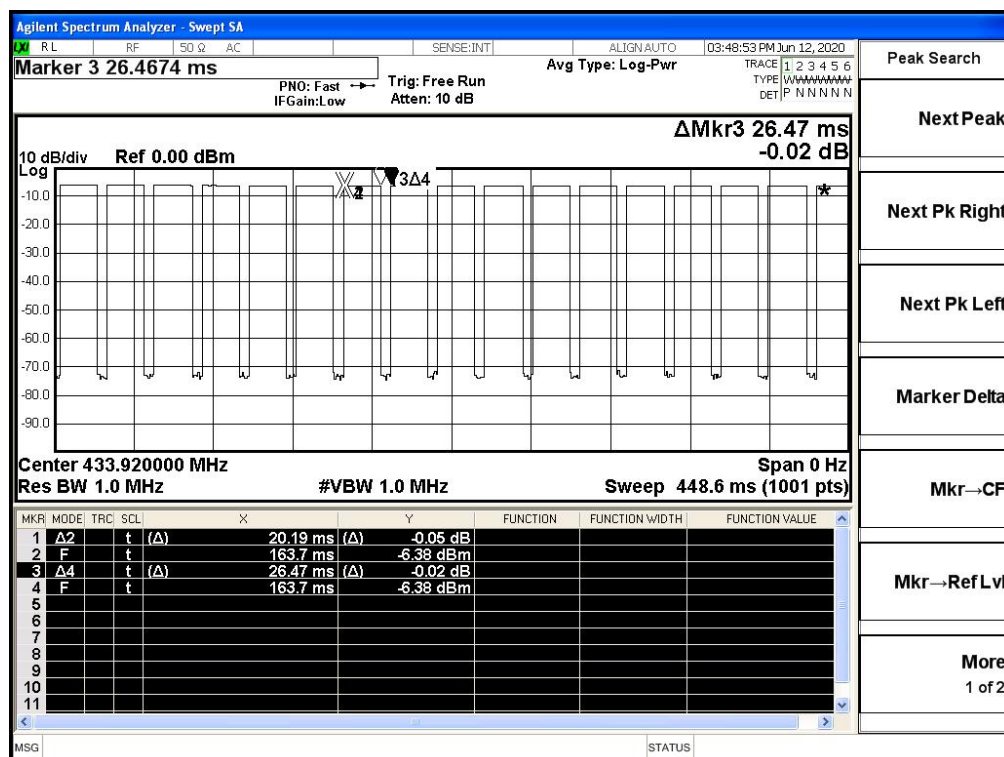 Agilent Spectrum Analyzer - Swept SA
LXI RL RF 50 Ω AC SENSE:INT ALIGN AUTO 03:48:53 PM Jun 12, 2020
Marker 3 26.4674 ms
PNO: Fast
IFGain:Low
Trig: Free Run
Atten: 10 dB
Avg Type: Log-Pwr
TRACE 1 2 3 4 5 6
TYPE WWWWWW
DET P N N N N N
ΔMkr3 26.47 ms
-0.02 dB
10 dB/div Ref 0.00 dBm
Log
3Δ4
-10.0
-20.0
-30.0
-40.0
-50.0
-60.0
-70.0
-80.0
-90.0
Center 433.920000 MHz Span 0 Hz
Res BW 1.0 MHz #VBW 1.0 MHz Sweep 448.6 ms (1001 pts)
MKR MODE TRC SCL X Y FUNCTION FUNCTION WIDTH FUNCTION VALUE
1 Δ2 t (Δ) 20.19 ms (Δ) -0.05 dB
2 F t 163.7 ms -6.38 dBm
3 Δ4 t (Δ) 26.47 ms (Δ) -0.02 dB
4 F t 163.7 ms -6.38 dBm
5
6
7
8
9
10
11
MSG STATUS
Peak Search
Next Peak
Next Pk Right
Next Pk Left
Marker Delta
Mkr→CF
Mkr→Ref Lvl
More
1 of 2